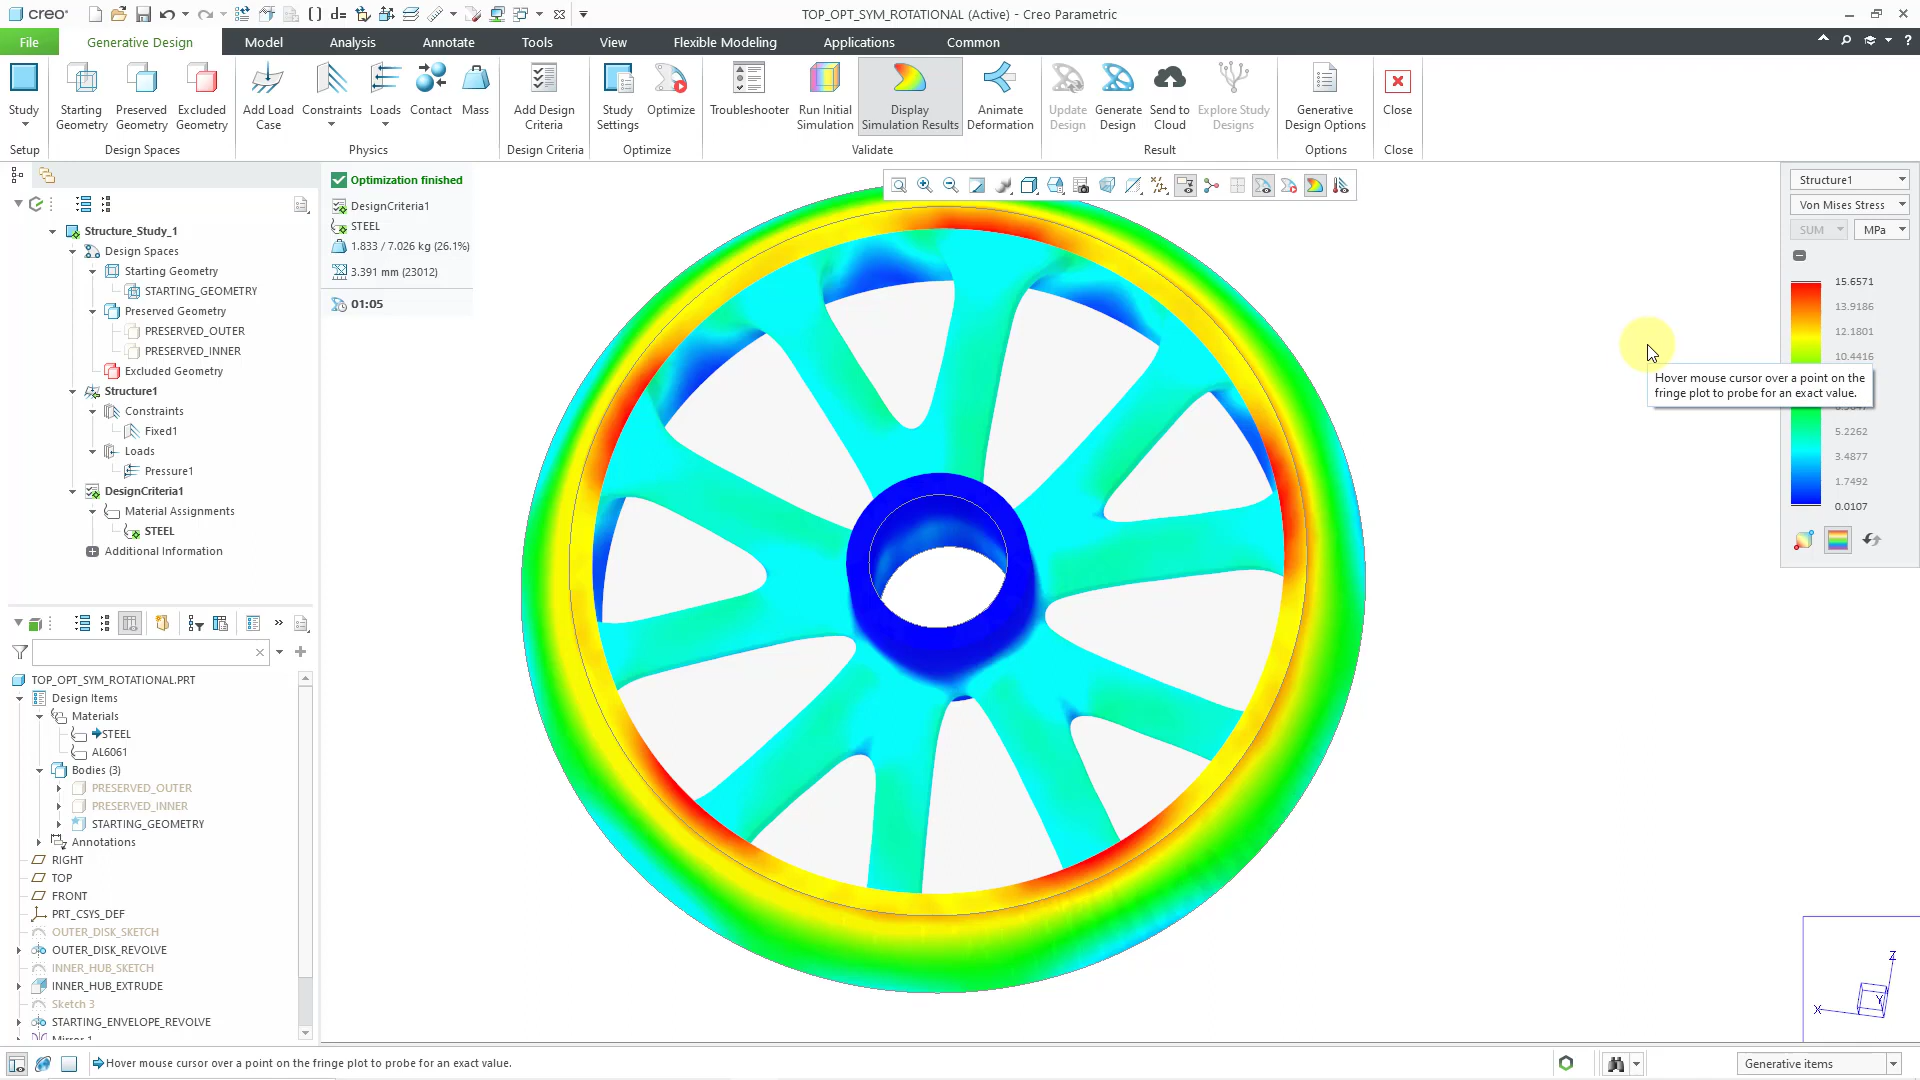 creo
TOP_OPT_SYM_ROTATIONAL (Active) - Creo Parametric
File
Generative Design
Model
Analysis
Annotate
Tools
View
Flexible Modeling
Applications
Common
Study
Starting Geometry
Preserved Geometry
Excluded Geometry
Add Load Case
Constraints
Loads
Contact
Mass
Add Design Criteria
Study Settings
Optimize
Troubleshooter
Run Initial Simulation
Display Simulation Results
Animate Deformation
Update Design
Generate Design
Send to Cloud
Explore Study Designs
Generative Design Options
Close
Setup
Design Spaces
Physics
Design Criteria
Optimize
Validate
Result
Options
Close
Structure_Study_1
Design Spaces
Starting Geometry
STARTING_GEOMETRY
Preserved Geometry
PRESERVED_OUTER
PRESERVED_INNER
Excluded Geometry
Structure1
Constraints
Fixed1
Loads
Pressure1
DesignCriteria1
Material Assignments
STEEL
Additional Information
TOP_OPT_SYM_ROTATIONAL.PRT
Design Items
Materials
STEEL
AL6061
Bodies (3)
PRESERVED_OUTER
PRESERVED_INNER
STARTING_GEOMETRY
Annotations
RIGHT
TOP
FRONT
PRT_CSYS_DEF
OUTER_DISK_SKETCH
OUTER_DISK_REVOLVE
INNER_HUB_SKETCH
INNER_HUB_EXTRUDE
Sketch 3
STARTING_ENVELOPE_REVOLVE
Optimization finished
DesignCriteria1
STEEL
1.833 / 7.026 kg (26.1%)
3.391 mm (23012)
01:05
Structure1
Von Mises Stress
SUM
MPa
15.6571
13.9186
12.1801
10.4416
5.2262
3.4877
1.7492
0.0107
Hover mouse cursor over a point on the
fringe plot to probe for an exact value.
Z
Y
X
Hover mouse cursor over a point on the fringe plot to probe for an exact value.
Generative items